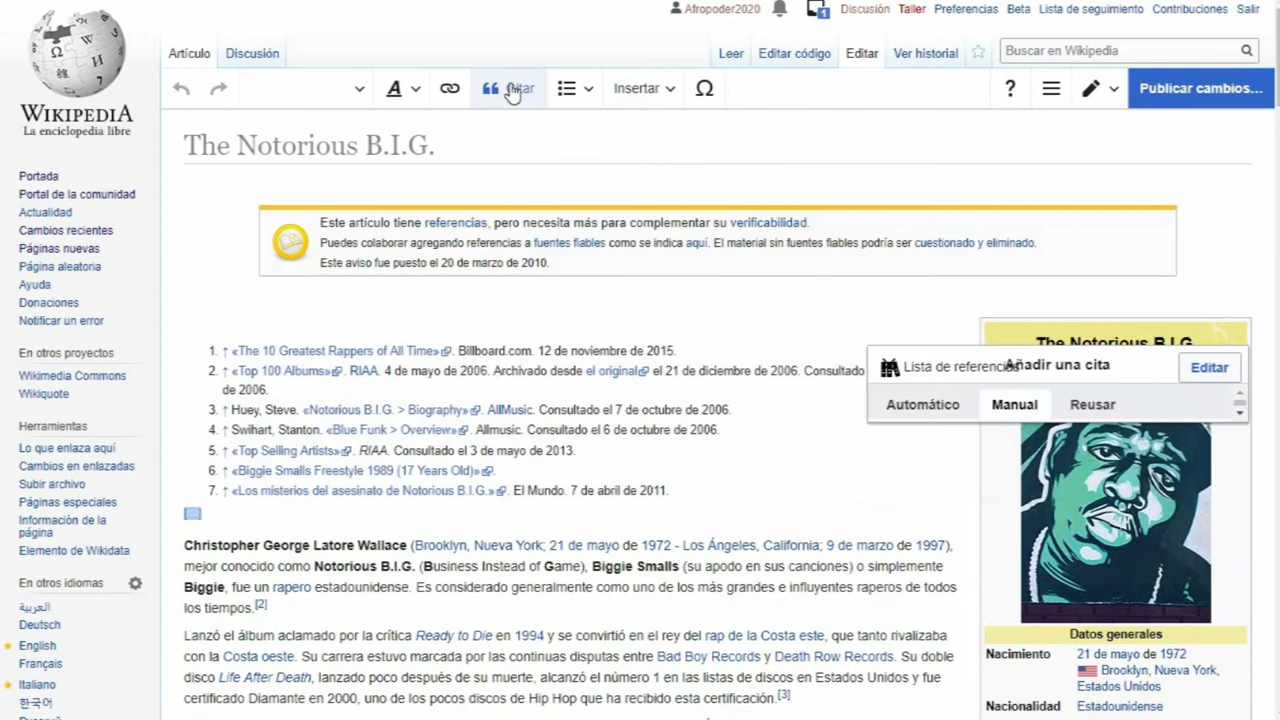 Afropoder2020 1 Discusión Taller Preferencias Beta Lista de seguimiento Contribuciones Salir
Artículo Discusión Leer Editar código Editar Ver historial Buscar en Wikipedia
A Citar Insertar Ω ? Publicar cambios...
WIKIPEDIA
La enciclopedia libre
Portada
Portal de la comunidad
Actualidad
Cambios recientes
Páginas nuevas
Página aleatoria
Ayuda
Donaciones
Notificar un error
En otros proyectos
Wikimedia Commons
Wikiquote
Herramientas
Lo que enlaza aquí
Cambios en enlazadas
Subir archivo
Páginas especiales
Información de la
página
Elemento de Wikidata
En otros idiomas
العربية
Deutsch
English
Français
Italiano
한국어
The Notorious B.I.G.
Este artículo tiene referencias, pero necesita más para complementar su verificabilidad.
Puedes colaborar agregando referencias a fuentes fiables como se indica aquí. El material sin fuentes fiables podría ser cuestionado y eliminado.
Este aviso fue puesto el 20 de marzo de 2010.
1. ↑ «The 10 Greatest Rappers of All Time». Billboard.com. 12 de noviembre de 2015.
2. ↑ «Top 100 Albums». RIAA. 4 de mayo de 2006. Archivado desde el original el 21 de diciembre de 2006. Consultado
de 2006.
3. ↑ Huey, Steve. «Notorious B.I.G. > Biography». AllMusic. Consultado el 7 de octubre de 2006.
4. ↑ Swihart, Stanton. «Blue Funk > Overview». Allmusic. Consultado el 6 de octubre de 2006.
5. ↑ «Top Selling Artists». RIAA. Consultado el 3 de mayo de 2013.
6. ↑ «Biggie Smalls Freestyle 1989 (17 Years Old)».
7. ↑ «Los misterios del asesinato de Notorious B.I.G.». El Mundo. 7 de abril de 2011.
Christopher George Latore Wallace (Brooklyn, Nueva York; 21 de mayo de 1972 - Los Ángeles, California; 9 de marzo de 1997),
mejor conocido como Notorious B.I.G. (Business Instead of Game), Biggie Smalls (su apodo en sus canciones) o simplemente
Biggie, fue un rapero estadounidense. Es considerado generalmente como uno de los más grandes e influyentes raperos de todos
los tiempos.[2]
Lanzó el álbum aclamado por la crítica Ready to Die en 1994 y se convirtió en el rey del rap de la Costa este, que tanto rivalizaba
con la Costa oeste. Su carrera estuvo marcada por las continuas disputas entre Bad Boy Records y Death Row Records. Su doble
disco Life After Death, lanzado poco después de su muerte, alcanzó el número 1 en las listas de discos en Estados Unidos y fue
certificado Diamante en 2000, uno de los pocos discos de Hip Hop que ha recibido esta certificación.[3]
The Notorious B.I.G.
Lista de referencias Añadir una cita Editar
Automático Manual Reusar
Datos generales
Nacimiento 21 de mayo de 1972
Brooklyn, Nueva York,
Estados Unidos
Nacionalidad Estadounidense